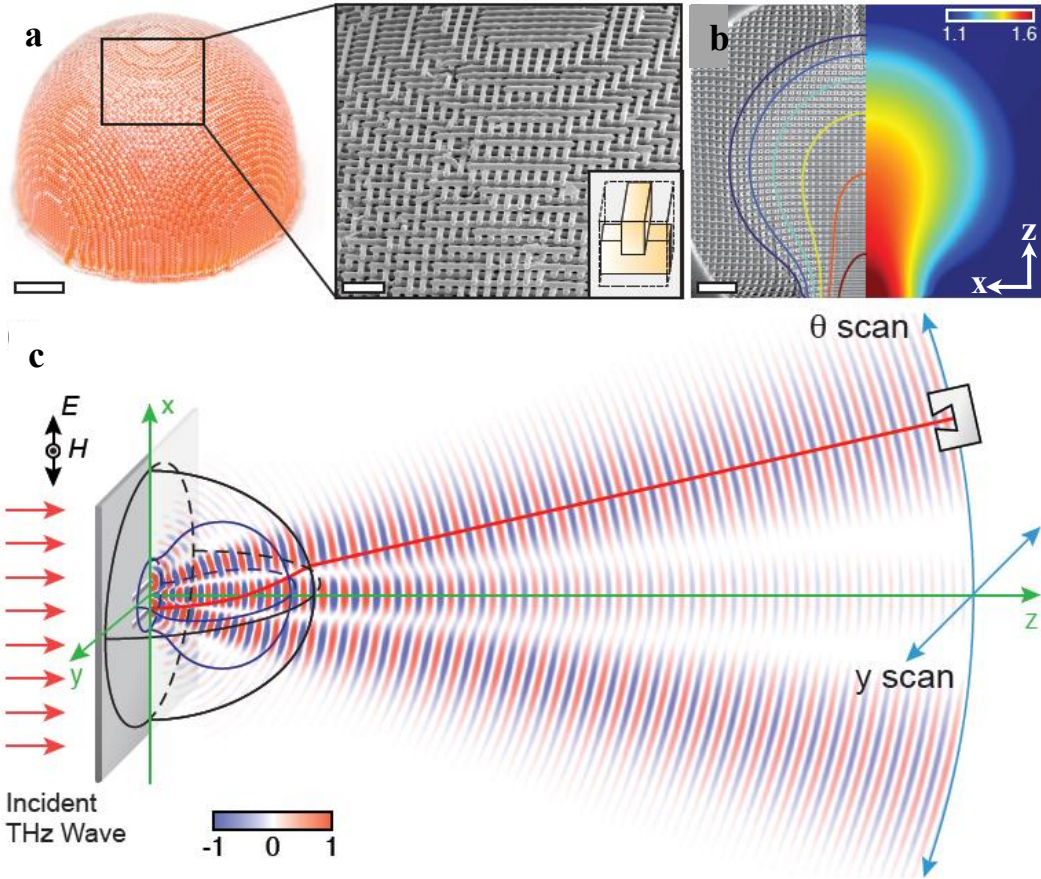 a
b
1.1 1.6
z
x
c
θ scan
E
H
x
y
z
y scan
Incident
THz Wave
-1 0 1